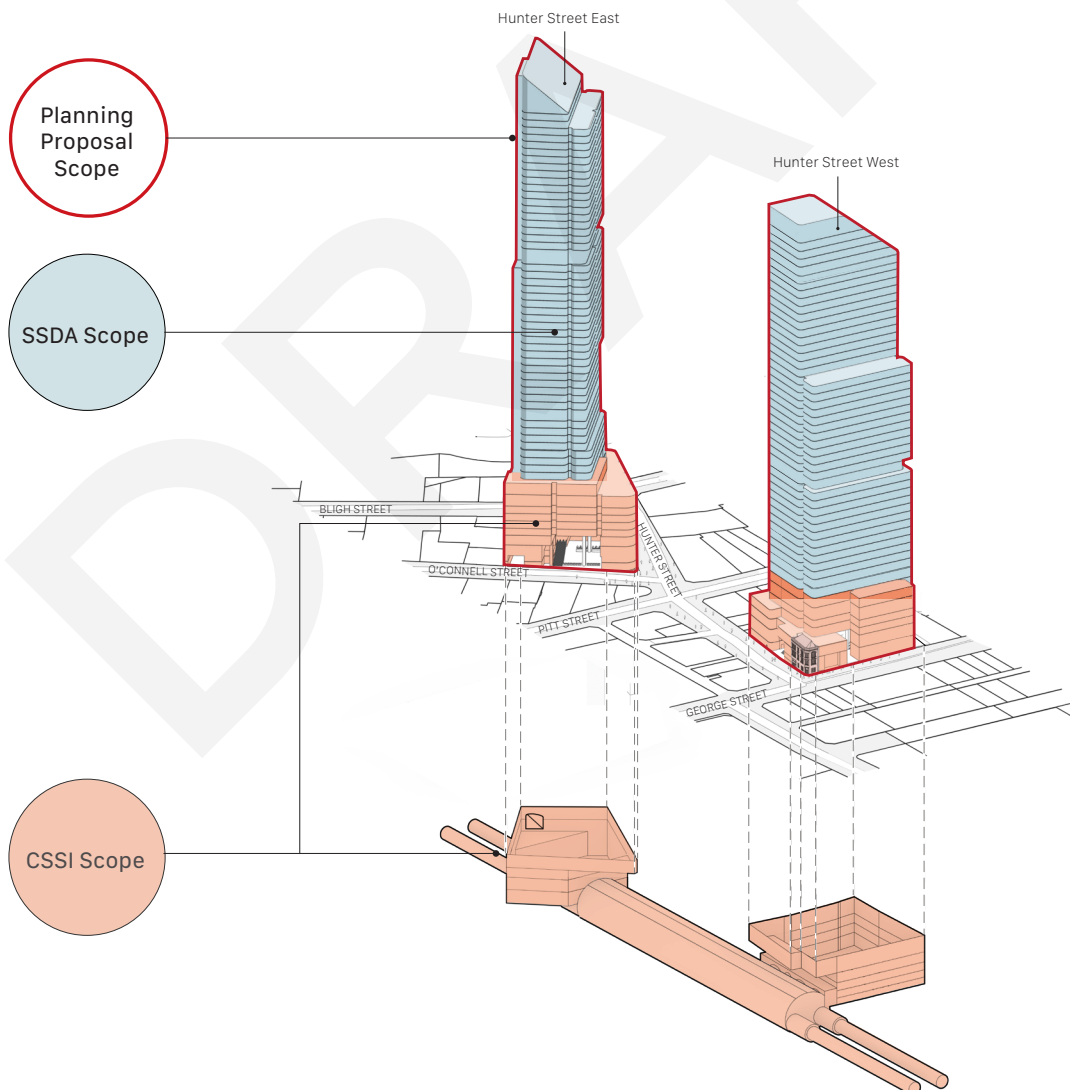 Hunter Street East
Planning
Proposal
Scope
Hunter Street West
SSDA Scope
BLIGH STREET
HUNTER STREET
O'CONNELL STREET
PITT STREET
GEORGE STREET
CSSI Scope
DRAF